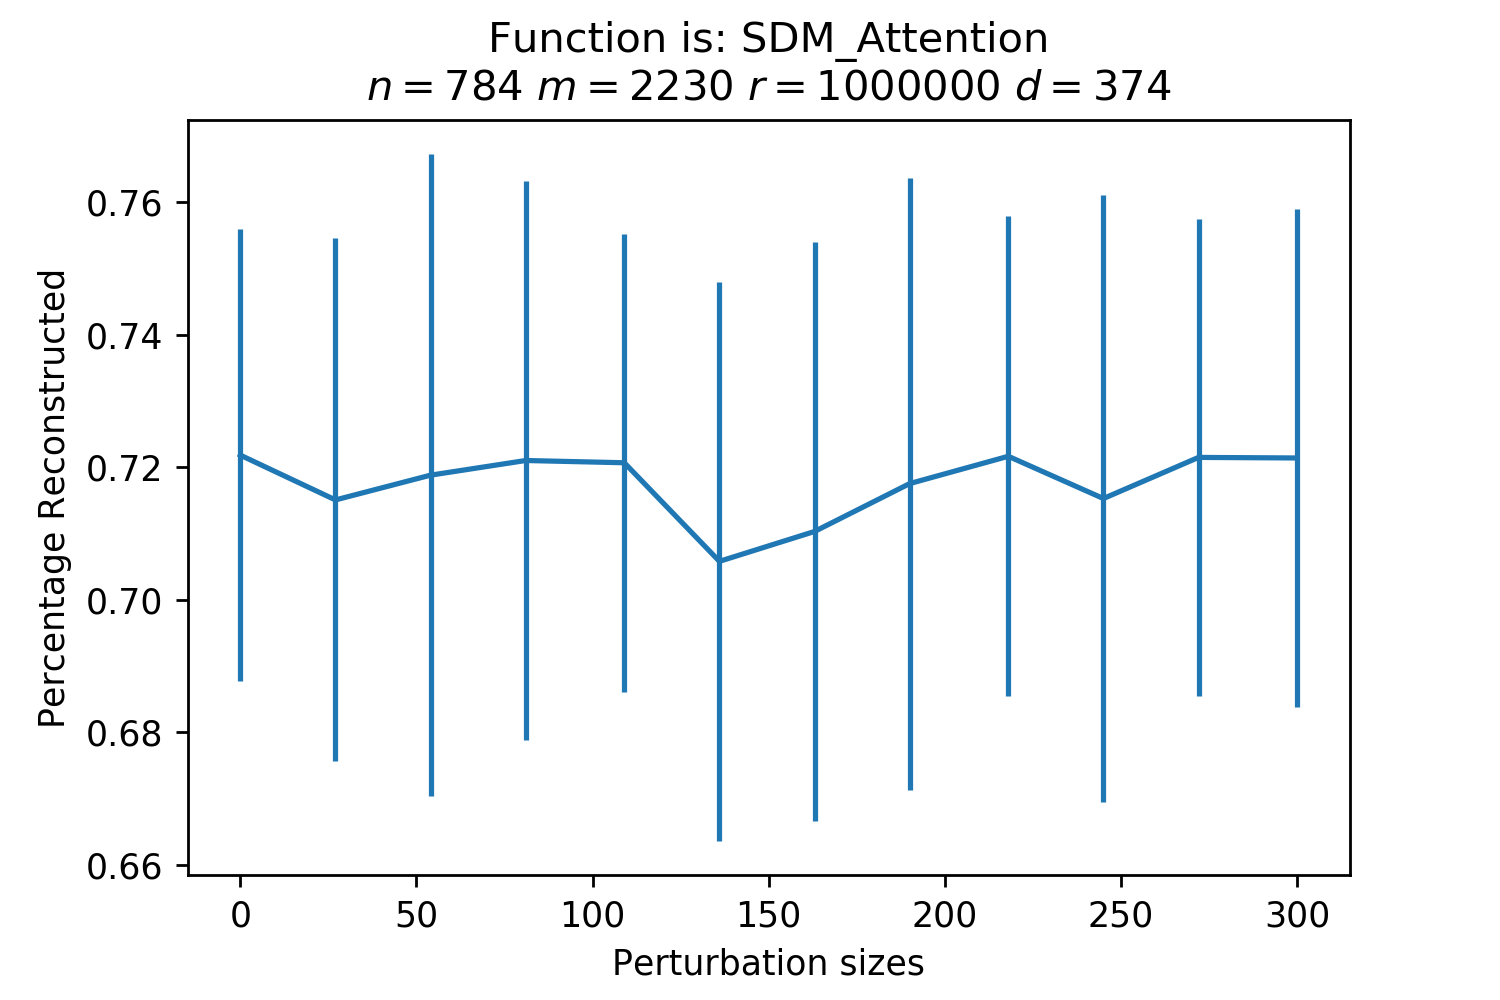 Function is: SDM_Attention
n = 784 m = 2230 r = 1000000 d = 374
Percentage Reconstructed
0.76
0.74
0.72
0.70
0.68
0.66
0 50 100 150 200 250 300
Perturbation sizes